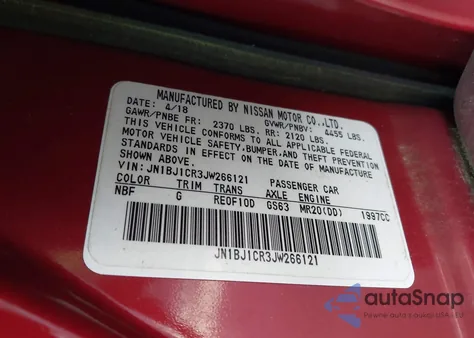 MANUFACTURED BY NISSAN MOTOR CO.,LTD.
DATE: 4/18 GVWR/PNBV: 4455 LBS.
GAWR/PNBE FR: 2370 LBS. RR: 2120 LBS.
THIS VEHICLE CONFORMS TO ALL APPLICABLE FEDERAL
MOTOR VEHICLE SAFETY,BUMPER,AND THEFT PREVENTION
STANDARDS IN EFFECT ON THE DATE OF MANUFACTURE
SHOWN ABOVE.
VIN: JN1BJ1CR3JW266121 PASSENGER CAR
COLOR TRIM TRANS AXLE ENGINE
NBF G RE0F10D GS63 MR20(DD) 1997CC
JN1BJ1CR3JW266121
autoSnap